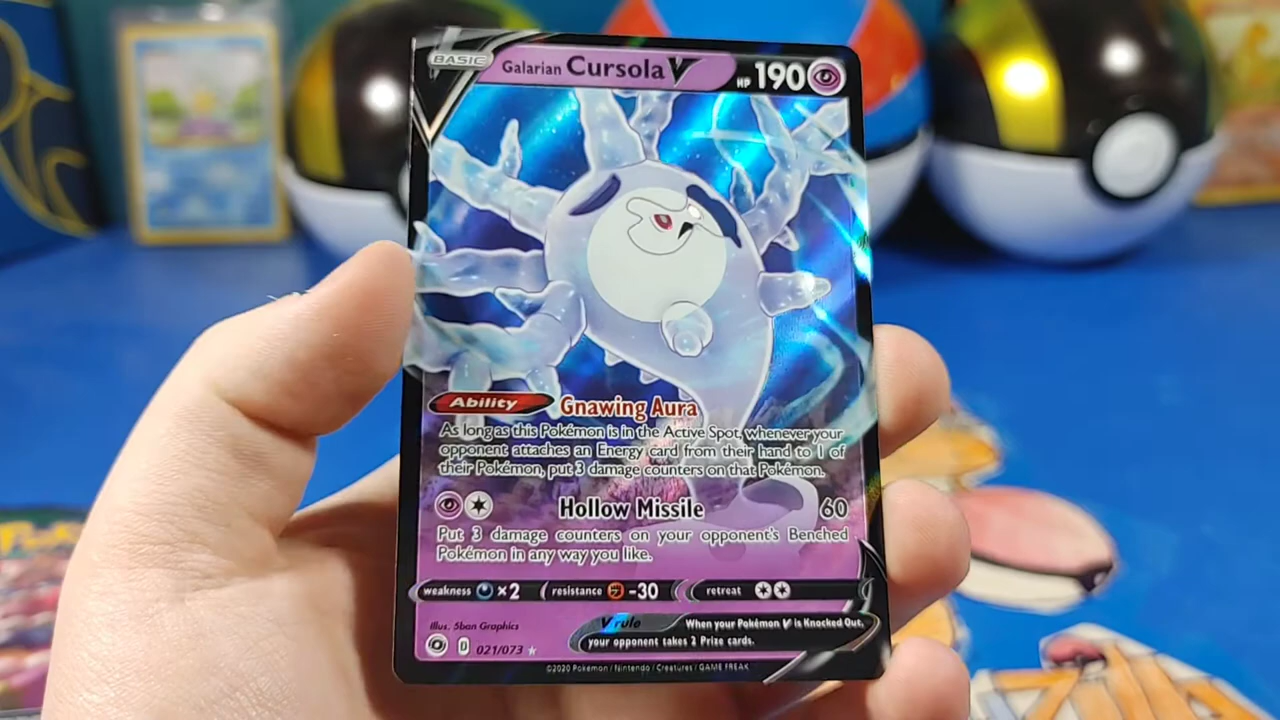 BASIC
Galarian Cursola V HP 190
Ability Gnawing Aura
As long as this Pokémon is in the Active Spot, whenever your
opponent attaches an Energy card from their hand to 1 of
their Pokémon, put 3 damage counters on that Pokémon.
Hollow Missile 60
Put 3 damage counters on your opponent's Benched
Pokémon in any way you like.
weakness ×2 resistance -30 retreat
Illus. 5ban Graphics
V rule When your Pokémon V is Knocked Out,
your opponent takes 2 Prize cards.
D 021/073 ★
©2020 Pokémon / Nintendo / Creatures / GAME FREAK